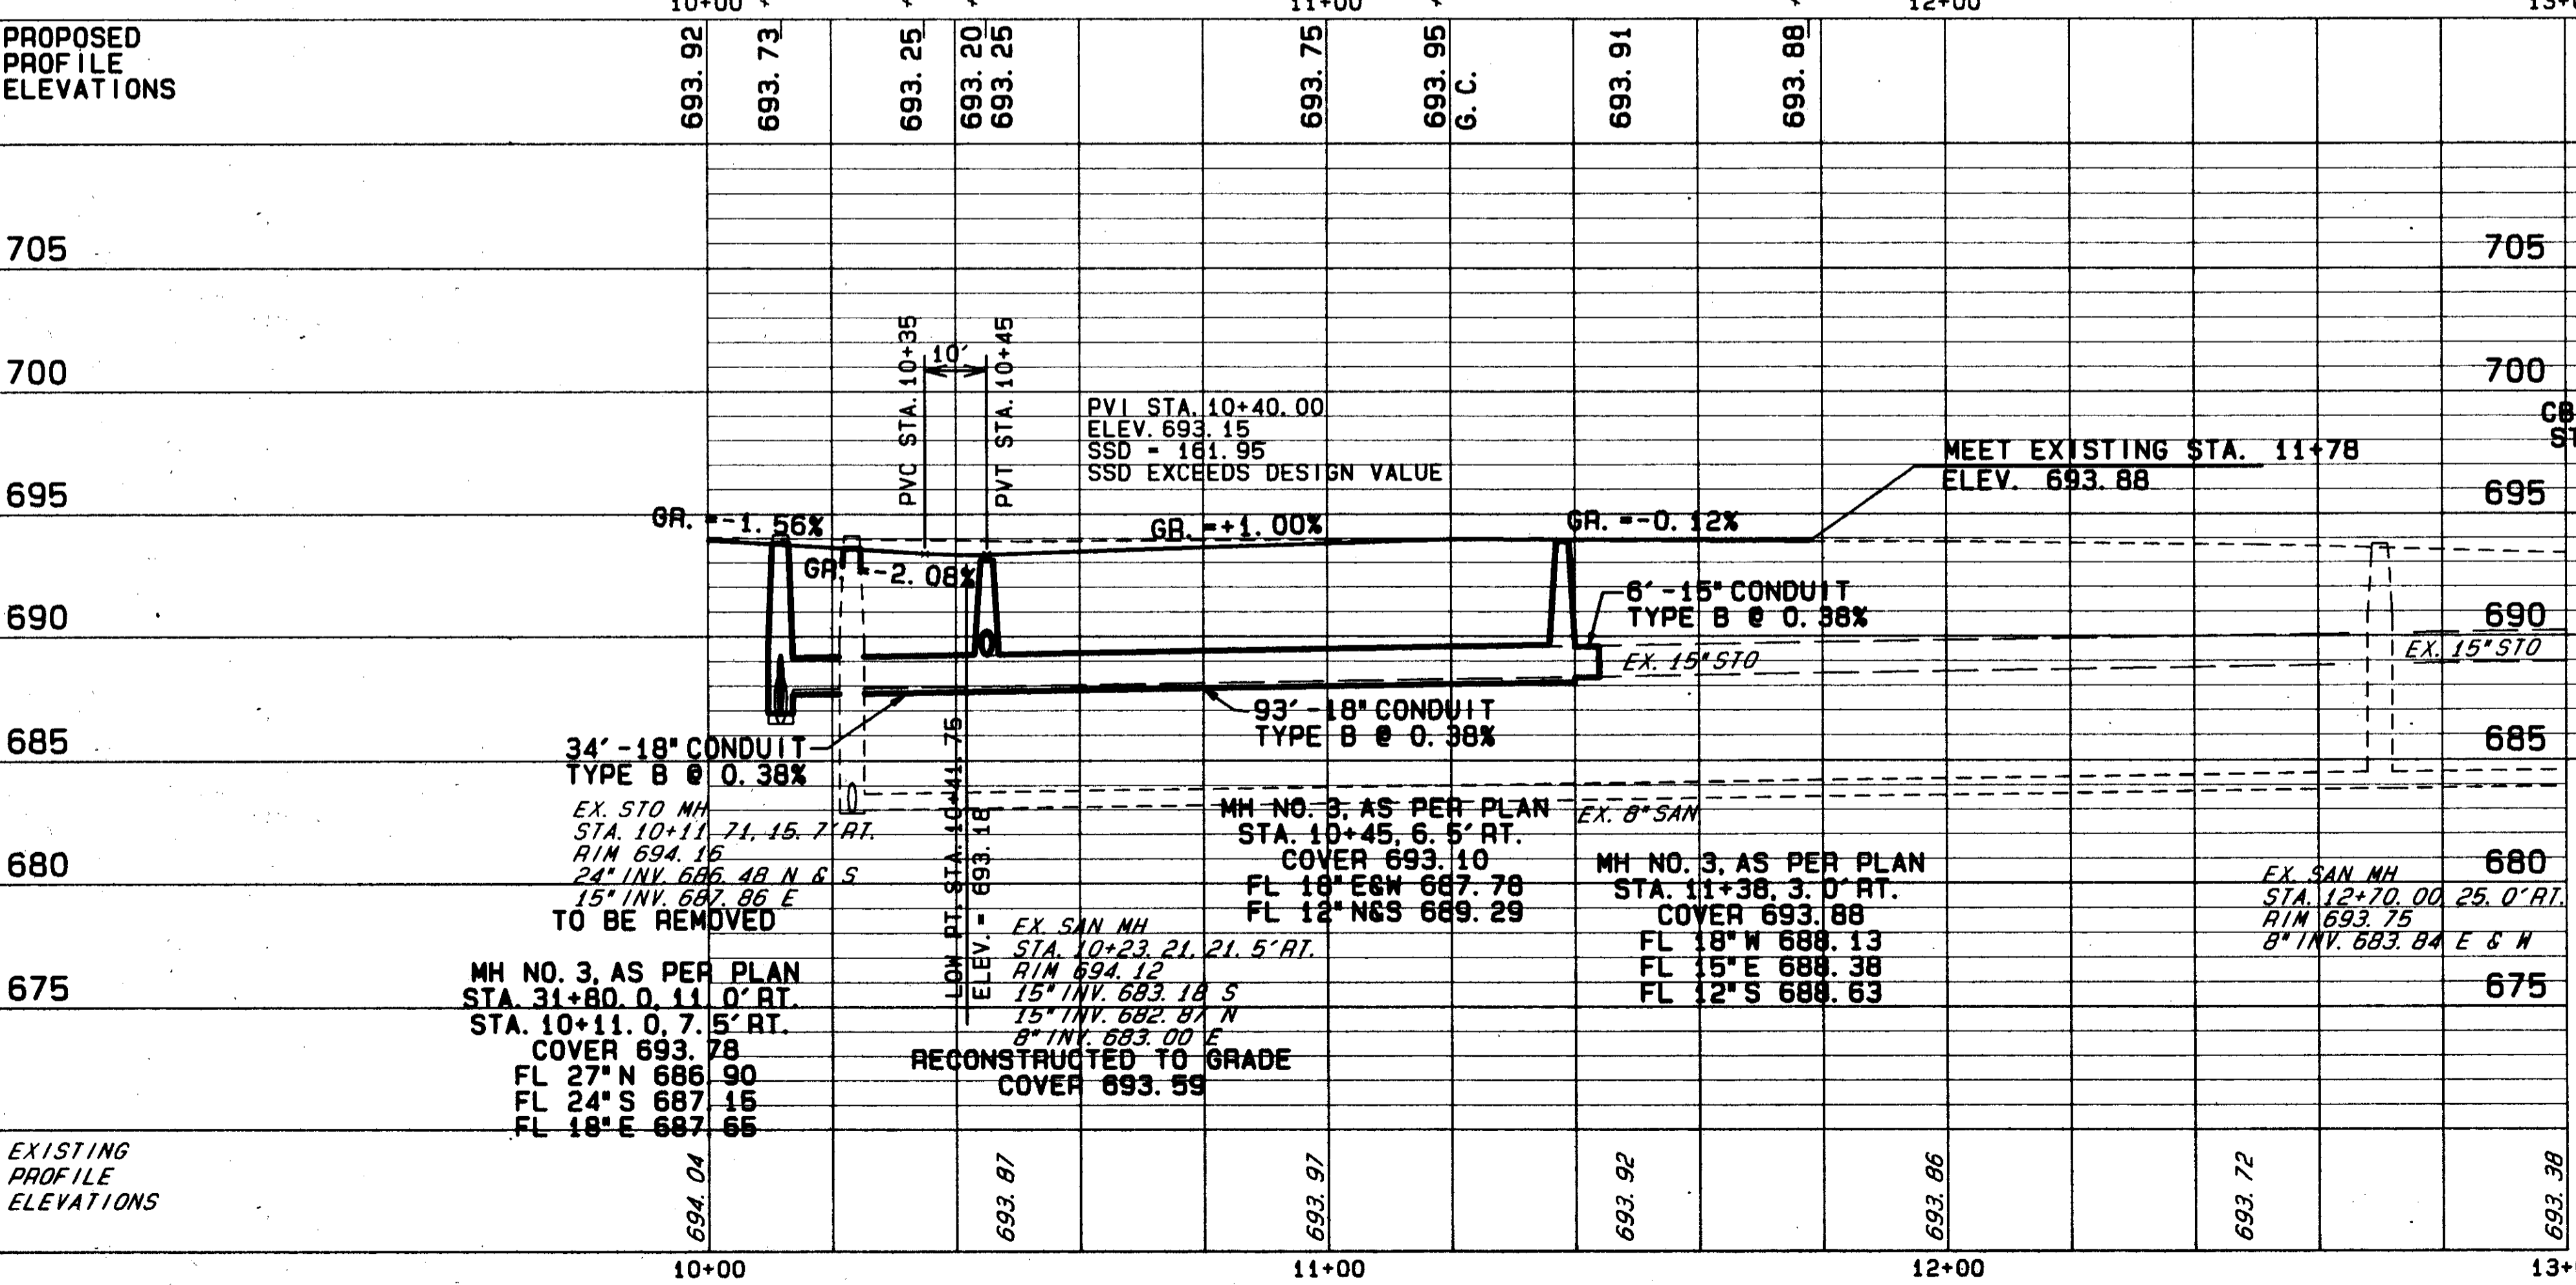 10+00
11+00
12+00
PROPOSED
PROFILE
ELEVATIONS
693.92
693.73
693.25
693.20
693.25
693.75
693.95
G.C.
693.91
693.88
705
705
700
700
695
695
690
690
685
685
680
680
675
675
PVC STA. 10+35
10'
PVT STA. 10+45
PVI STA. 10+40.00
ELEV. 693.15
SSD = 161.95
SSD EXCEEDS DESIGN VALUE
MEET EXISTING STA. 11+78
ELEV. 693.88
GR. =-1.56%
GR. =-2.08%
GR. =+1.00%
GR. =-0.12%
6'-15" CONDUIT
TYPE B @ 0.38%
EX. 15" STO
EX. 15" STO
93'-18" CONDUIT
TYPE B @ 0.38%
34'-18" CONDUIT
TYPE B @ 0.38%
EX. STO MH
STA. 10+11.71, 15.7' RT.
RIM 694.16
24" INV. 686.48 N & S
15" INV. 687.86 E
TO BE REMOVED
MH NO. 3, AS PER PLAN
STA. 31+80.0, 11.0' RT.
STA. 10+11.0, 7.5' RT.
COVER 693.78
FL 27" N 686.90
FL 24" S 687.15
FL 18" E 687.65
LOW PT. STA. 10+41.75
ELEV. = 693.18
EX. SAN MH
STA. 10+23.21, 21.5' RT.
RIM 694.12
15" INV. 683.18 S
15" INV. 682.87 N
8" INV. 683.00 E
RECONSTRUCTED TO GRADE
COVER 693.59
MH NO. 3, AS PER PLAN
STA. 10+45, 6.5' RT.
COVER 693.10
FL 18" E&W 687.78
FL 12" N&S 689.29
EX. 8" SAN
MH NO. 3, AS PER PLAN
STA. 11+38, 3.0' RT.
COVER 693.88
FL 18" W 688.13
FL 15" E 688.38
FL 12" S 688.63
EX. SAN MH
STA. 12+70.00 25.0' RT.
RIM 693.75
8" INV. 683.84 E & W
CB
ST
EXISTING
PROFILE
ELEVATIONS
694.04
693.87
693.97
693.92
693.86
693.72
693.38
10+00
11+00
12+00
13+